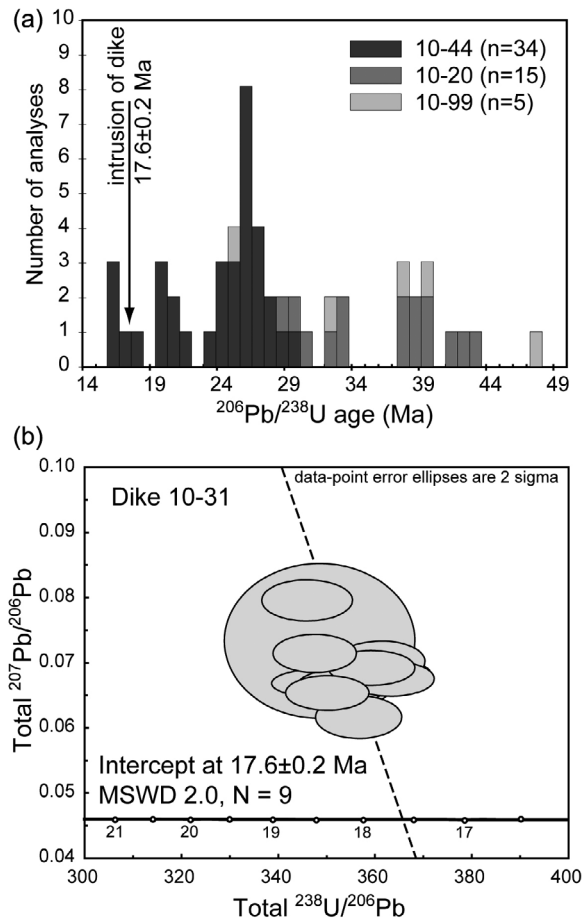 (a)
10
9
8
7
6
5
4
3
2
1
0
Number of analyses
intrusion of dike
17.6±0.2 Ma
10-44 (n=34)
10-20 (n=15)
10-99 (n=5)
14 19 24 29 34 39 44 49 50
²⁰⁶Pb/²³⁸U age (Ma)
(b)
0.10
0.09
0.08
0.07
0.06
0.05
0.04
Total ²⁰⁷Pb/²⁰⁶Pb
Dike 10-31
data-point error ellipses are 2 sigma
Intercept at 17.6±0.2 Ma
MSWD 2.0, N = 9
21 20 19 18 17
300 320 340 360 380 400
Total ²³⁸U/²⁰⁶Pb